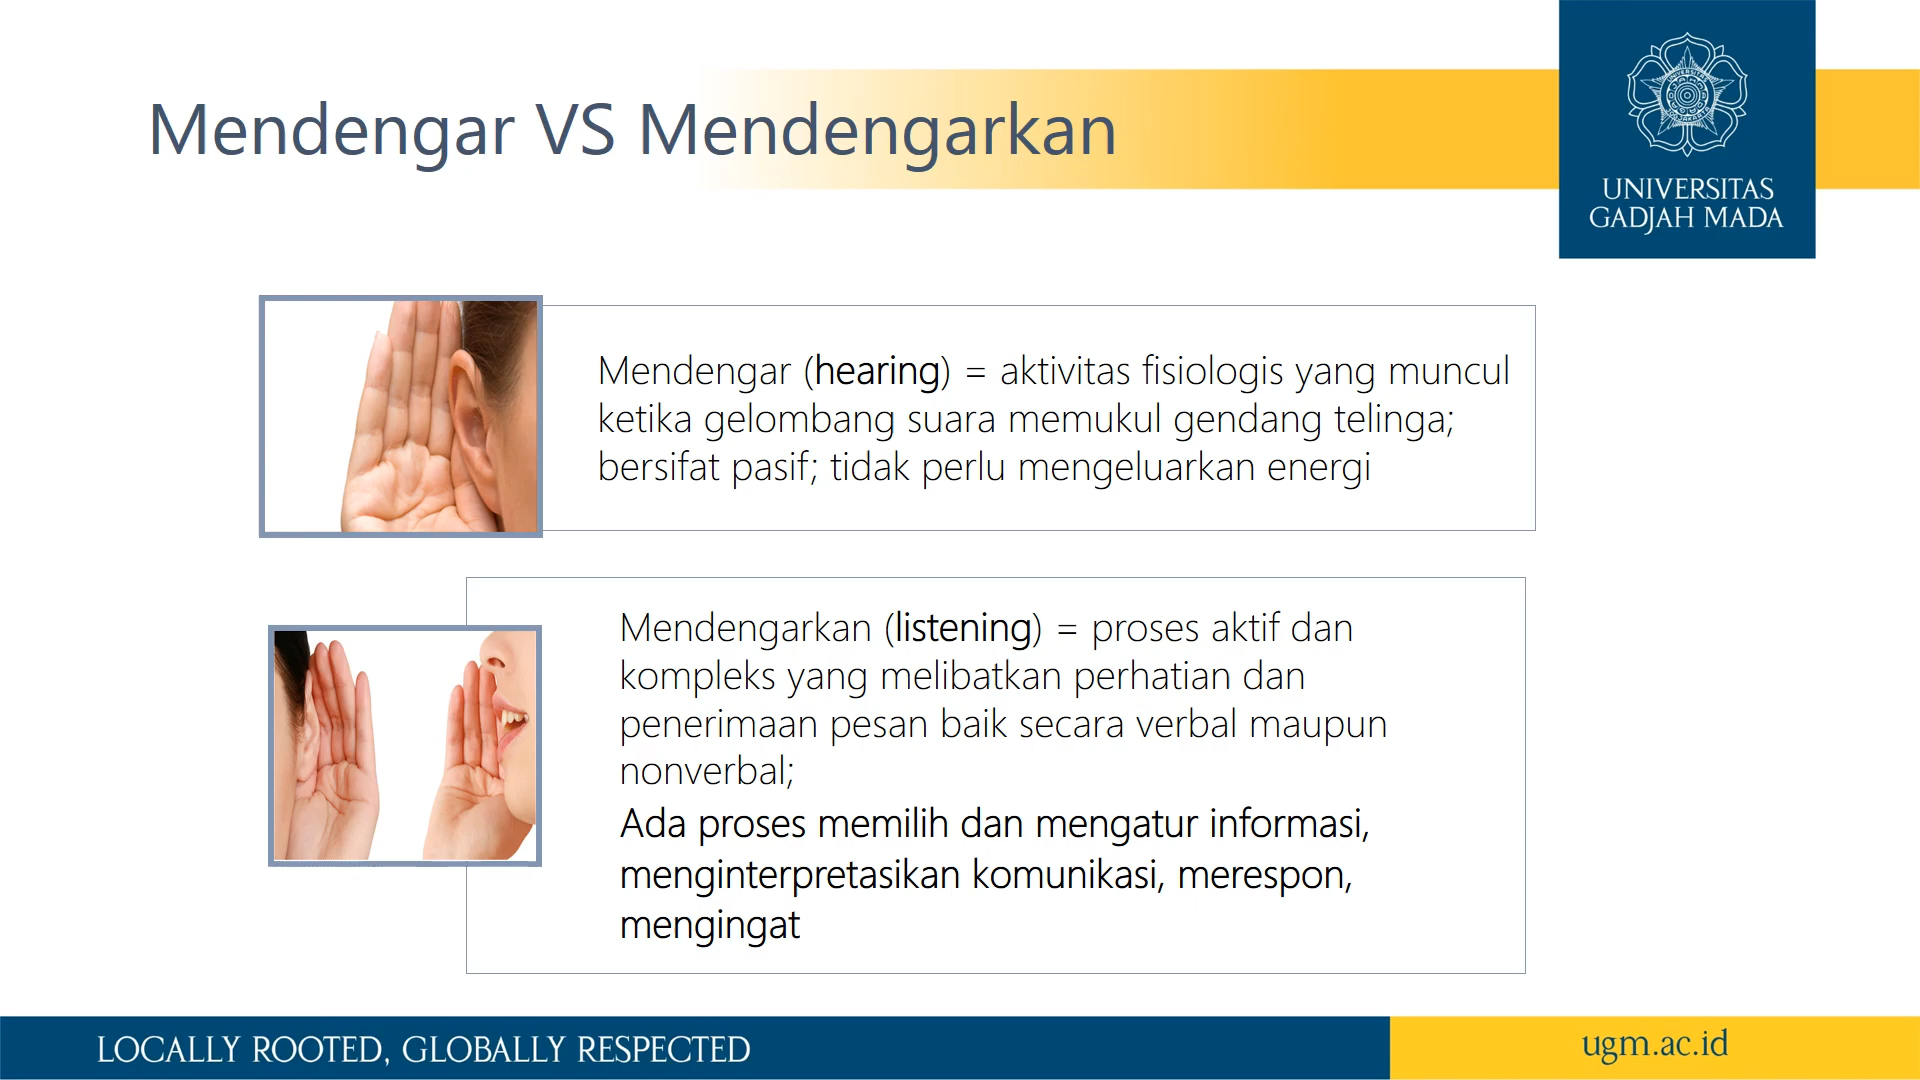 Mendengar VS Mendengarkan
UNIVERSITAS
GADJAH MADA
Mendengar (hearing) = aktivitas fisiologis yang muncul
ketika gelombang suara memukul gendang telinga;
bersifat pasif; tidak perlu mengeluarkan energi
Mendengarkan (listening) = proses aktif dan
kompleks yang melibatkan perhatian dan
penerimaan pesan baik secara verbal maupun
nonverbal;
Ada proses memilih dan mengatur informasi,
menginterpretasikan komunikasi, merespon,
mengingat
LOCALLY ROOTED, GLOBALLY RESPECTED
ugm.ac.id